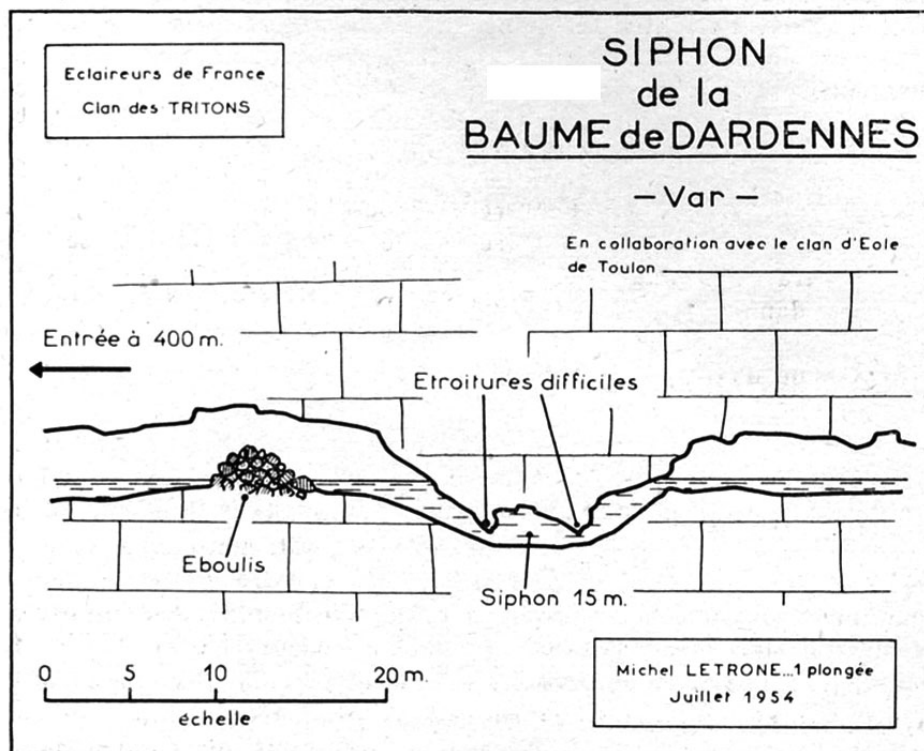 Eclaireurs de France
Clan des TRITONS
SIPHON
de la
BAUME de DARDENNES
— Var —
En collaboration avec le clan d'Eole
de Toulon
Entrée à 400 m.
Etroitures difficiles
Eboulis
Siphon 15 m.
0 5 10 20 m.
échelle
Michel LETRONE...1 plongée
Juillet 1954